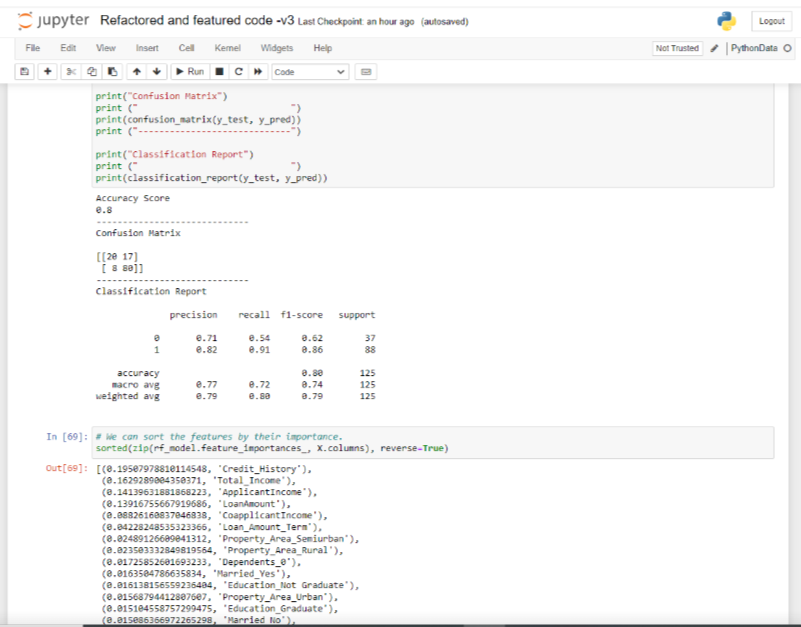 jupyter Refactored and featured code -v3 Last Checkpoint: an hour ago (autosaved)
Logout
File Edit View Insert Cell Kernel Widgets Help
Not Trusted PythonData
Run Code
print("Confusion Matrix")
print (" ")
print(confusion_matrix(y_test, y_pred))
print ("----------------------------")
print("Classification Report")
print (" ")
print(classification_report(y_test, y_pred))
Accuracy Score
0.8
----------------------------
Confusion Matrix
[[20 17]
[ 8 80]]
----------------------------
Classification Report
precision recall f1-score support
0 0.71 0.54 0.62 37
1 0.82 0.91 0.86 88
accuracy 0.80 125
macro avg 0.77 0.72 0.74 125
weighted avg 0.79 0.80 0.79 125
In [69]: # We can sort the features by their importance.
sorted(zip(rf_model.feature_importances_, X.columns), reverse=True)
Out[69]: [(0.19507978810114548, 'Credit_History'),
(0.1629289004350371, 'Total_Income'),
(0.14139631881868223, 'ApplicantIncome'),
(0.13916755667919686, 'LoanAmount'),
(0.08826160837046838, 'CoapplicantIncome'),
(0.04228248535323366, 'Loan_Amount_Term'),
(0.02489126609041312, 'Property_Area_Semiurban'),
(0.023503332849819564, 'Property_Area_Rural'),
(0.01725852601693233, 'Dependents_0'),
(0.0163504786635834, 'Married_Yes'),
(0.016138156559236404, 'Education_Not Graduate'),
(0.01568794412807607, 'Property_Area_Urban'),
(0.015104558757299475, 'Education_Graduate'),
(0.015086366972265298, 'Married_No'),